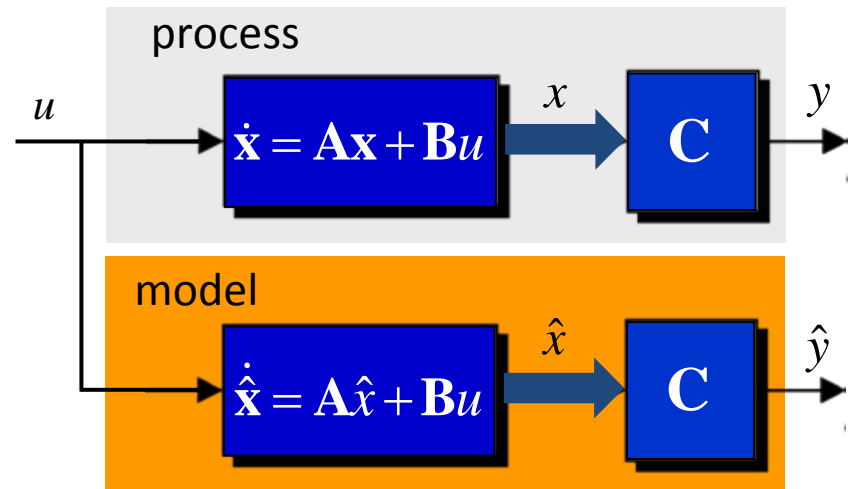 process
u
ẋ = Ax + Bu
x
C
y
model
x̂̇ = Ax̂ + Bu
x̂
C
ŷ